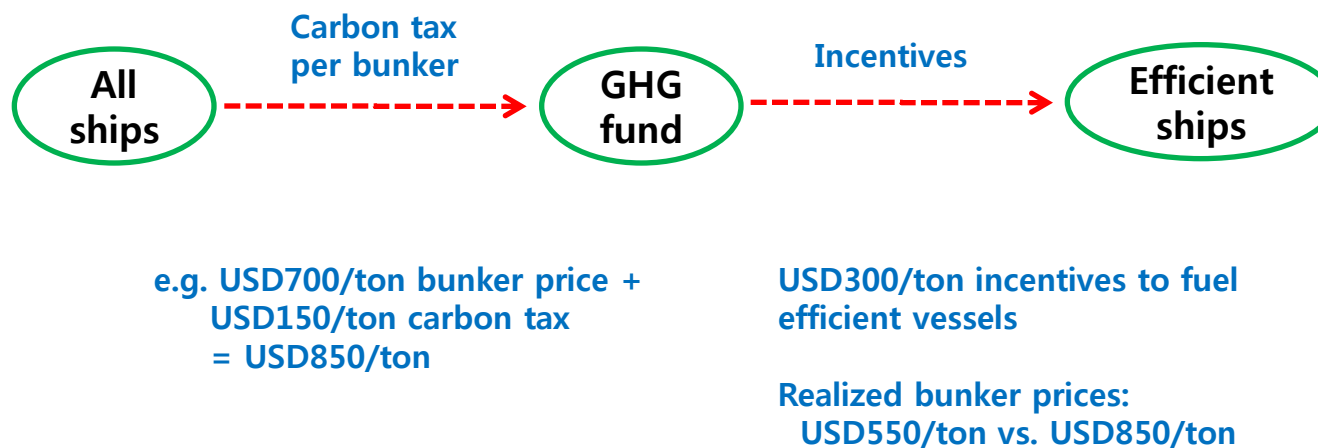 All
ships
Carbon tax
per bunker
GHG
fund
Incentives
Efficient
ships
e.g. USD700/ton bunker price +
USD150/ton carbon tax
= USD850/ton
USD300/ton incentives to fuel
efficient vessels
Realized bunker prices:
USD550/ton vs. USD850/ton